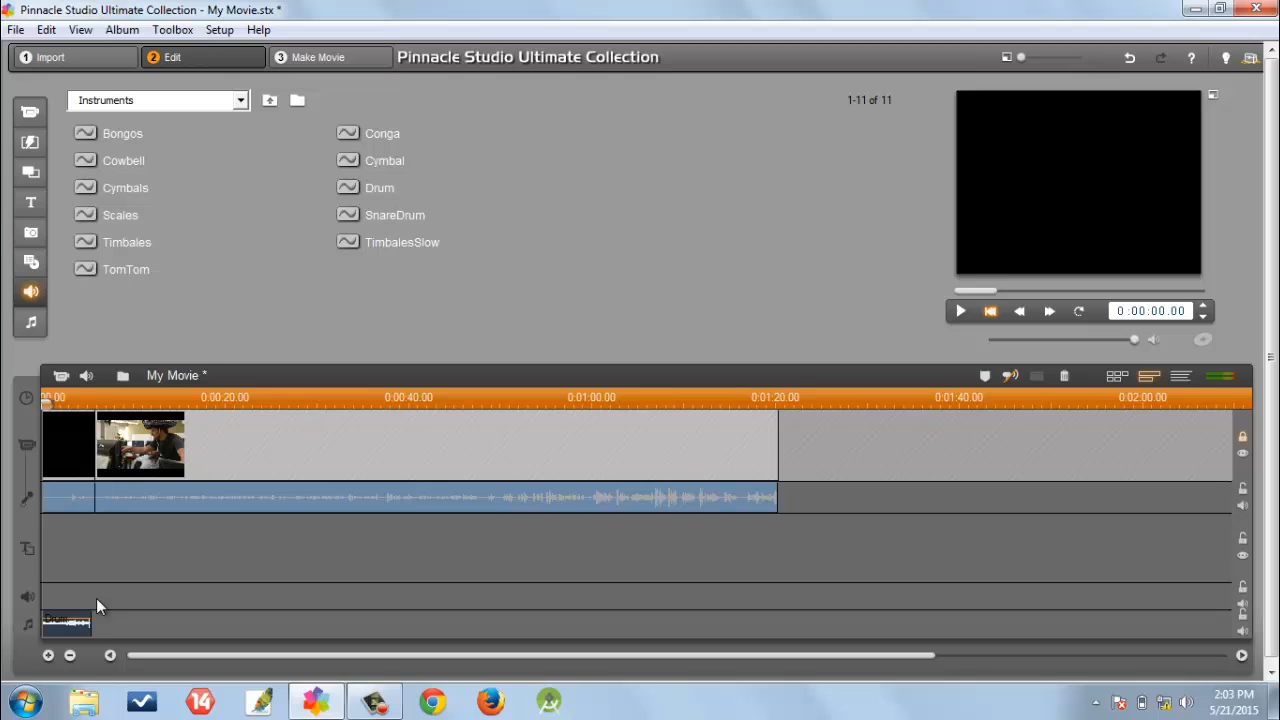 Pinnacle Studio Ultimate Collection - My Movie.stx *
File Edit View Album Toolbox Setup Help
1 Import 2 Edit 3 Make Movie Pinnacle Studio Ultimate Collection
Instruments 1-11 of 11
Bongos Conga
Cowbell Cymbal
Cymbals Drum
Scales SnareDrum
Timbales TimbalesSlow
TomTom
0:00:00.00
My Movie *
00.00 0:00:20.00 0:00:40.00 0:01:00.00 0:01:20.00 0:01:40.00 0:02:00.00
Drum
14
2:03 PM
5/21/2015